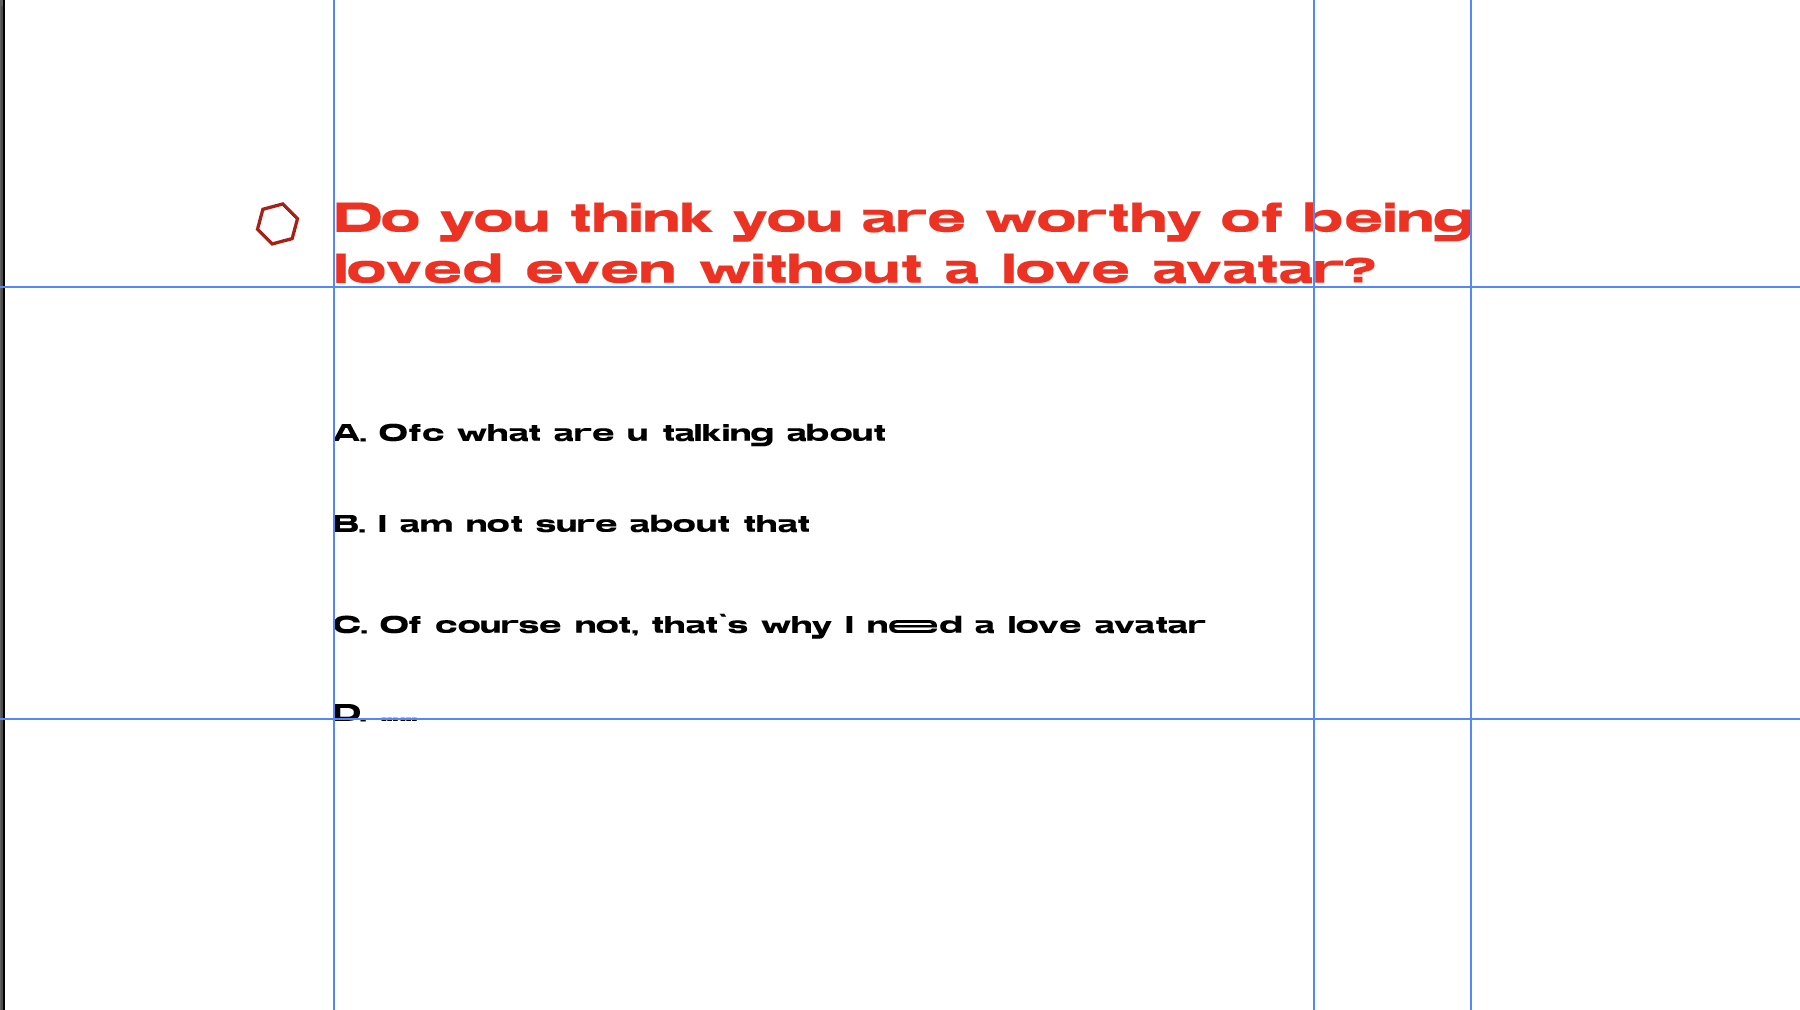 Do you think you are worthy of being
loved even without a love avatar?
A. Ofc what are u talking about
B. I am not sure about that
C. Of course not, that`s why I need a love avatar
D. ......